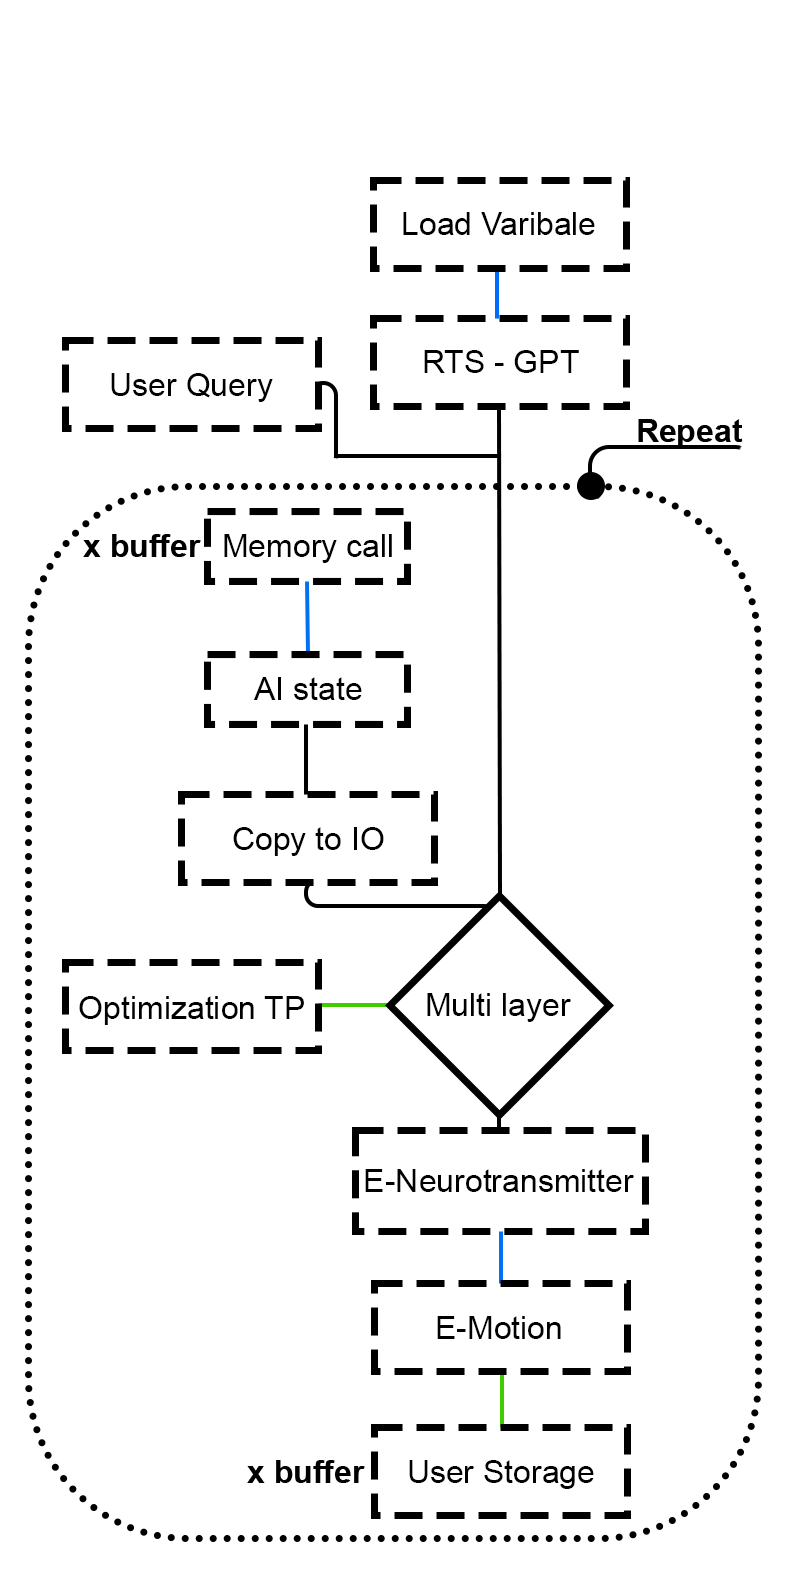 Load Varibale
RTS - GPT
User Query
Repeat
x buffer
Memory call
AI state
Copy to IO
Optimization TP
Multi layer
E-Neurotransmitter
E-Motion
x buffer
User Storage